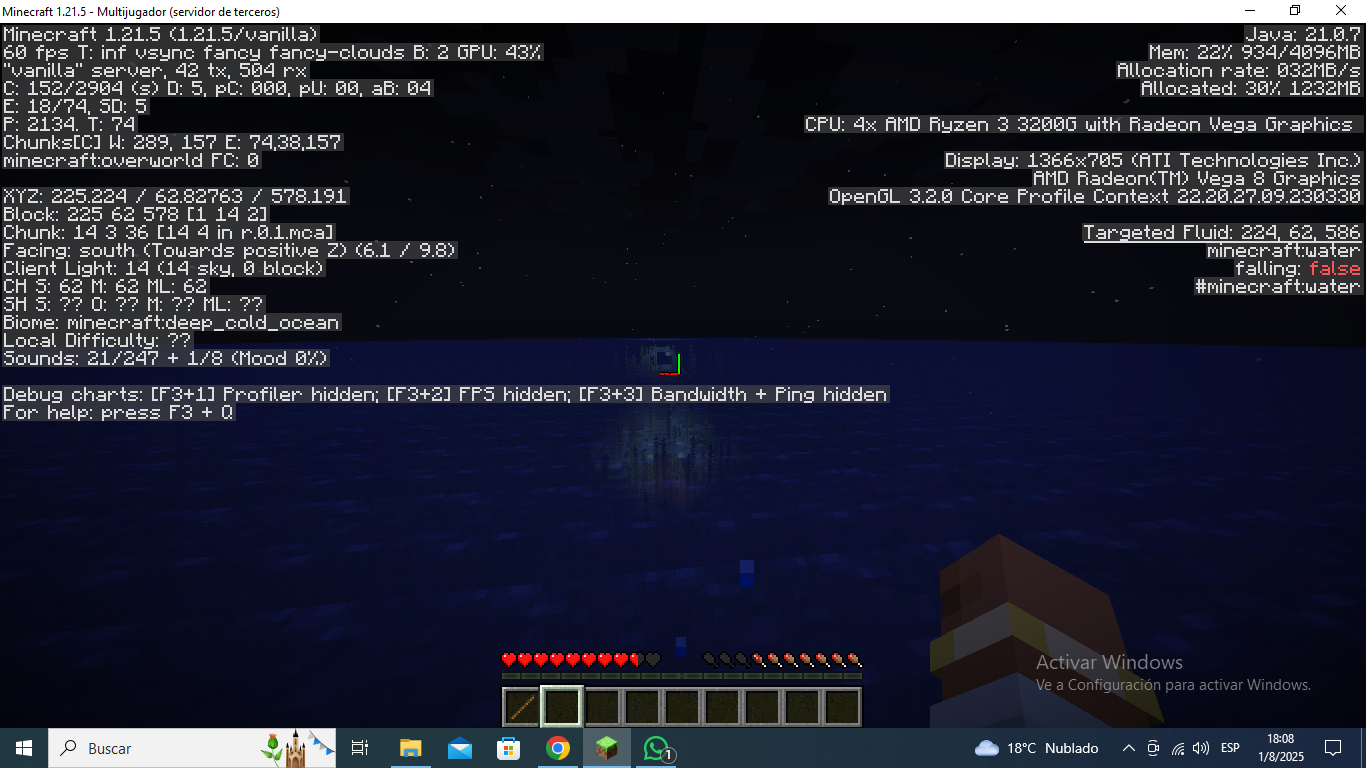 Minecraft 1.21.5 - Multijugador (servidor de terceros)
Minecraft 1.21.5 (1.21.5/vanilla)
60 fps T: inf vsync fancy fancy-clouds B: 2 GPU: 43%
"vanilla" server, 42 tx, 504 rx
C: 152/2904 (s) D: 5, pC: 000, pU: 00, aB: 04
E: 18/74, SD: 5
P: 2134. T: 74
Chunks[C] W: 289, 157 E: 74,38,157
minecraft:overworld FC: 0
XYZ: 225.224 / 62.82763 / 578.191
Block: 225 62 578 [1 14 2]
Chunk: 14 3 36 [14 4 in r.0.1.mca]
Facing: south (Towards positive Z) (6.1 / 9.8)
Client Light: 14 (14 sky, 0 block)
CH S: 62 M: 62 ML: 62
SH S: ?? O: ?? M: ?? ML: ??
Biome: minecraft:deep_cold_ocean
Local Difficulty: ??
Sounds: 21/247 + 1/8 (Mood 0%)
Debug charts: [F3+1] Profiler hidden; [F3+2] FPS hidden; [F3+3] Bandwidth + Ping hidden
For help: press F3 + Q
Java: 21.0.7
Mem: 22% 934/4096MB
Allocation rate: 032MB/s
Allocated: 30% 1232MB
CPU: 4x AMD Ryzen 3 3200G with Radeon Vega Graphics
Display: 1366x705 (ATI Technologies Inc.)
AMD Radeon(TM) Vega 8 Graphics
OpenGL 3.2.0 Core Profile Context 22.20.27.09.230330
Targeted Fluid: 224, 62, 586
minecraft:water
falling: false
#minecraft:water
Activar Windows
Ve a Configuración para activar Windows.
Buscar
1
18°C Nublado
ESP
18:08
1/8/2025